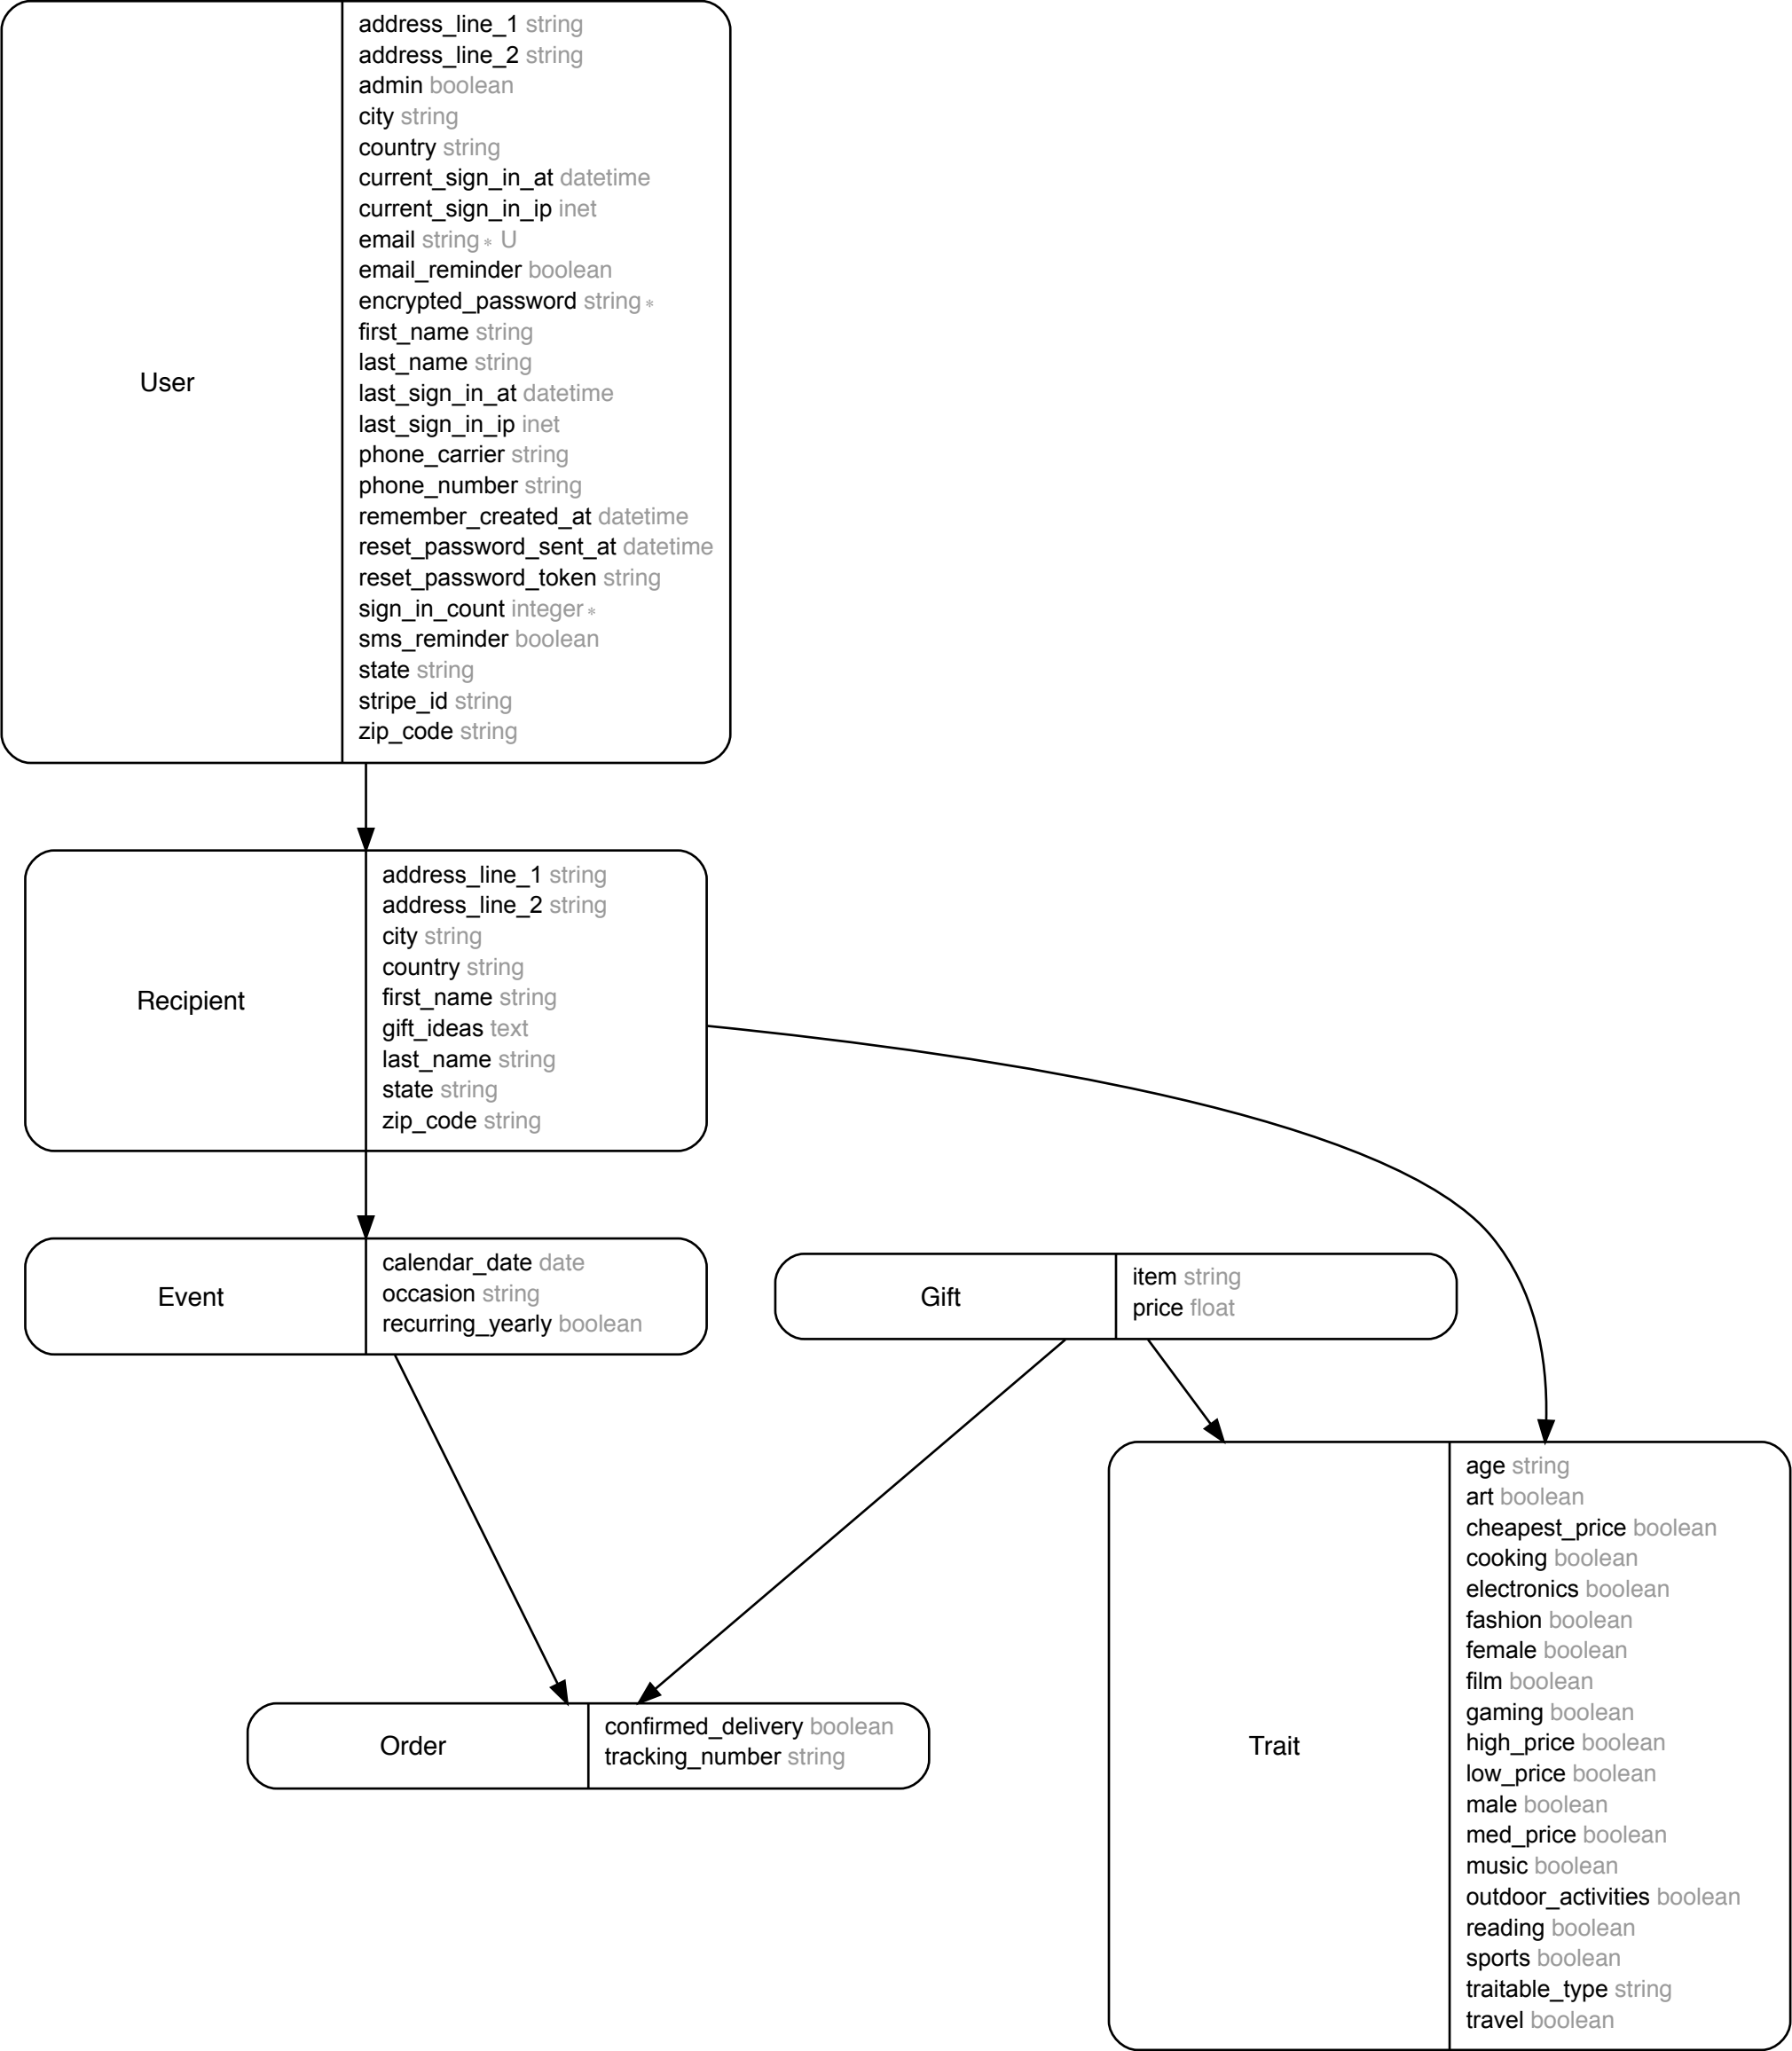 User
address_line_1 string
address_line_2 string
admin boolean
city string
country string
current_sign_in_at datetime
current_sign_in_ip inet
email string * U
email_reminder boolean
encrypted_password string *
first_name string
last_name string
last_sign_in_at datetime
last_sign_in_ip inet
phone_carrier string
phone_number string
remember_created_at datetime
reset_password_sent_at datetime
reset_password_token string
sign_in_count integer *
sms_reminder boolean
state string
stripe_id string
zip_code string
Recipient
address_line_1 string
address_line_2 string
city string
country string
first_name string
gift_ideas text
last_name string
state string
zip_code string
Event
calendar_date date
occasion string
recurring_yearly boolean
Gift
item string
price float
Order
confirmed_delivery boolean
tracking_number string
Trait
age string
art boolean
cheapest_price boolean
cooking boolean
electronics boolean
fashion boolean
female boolean
film boolean
gaming boolean
high_price boolean
low_price boolean
male boolean
med_price boolean
music boolean
outdoor_activities boolean
reading boolean
sports boolean
traitable_type string
travel boolean